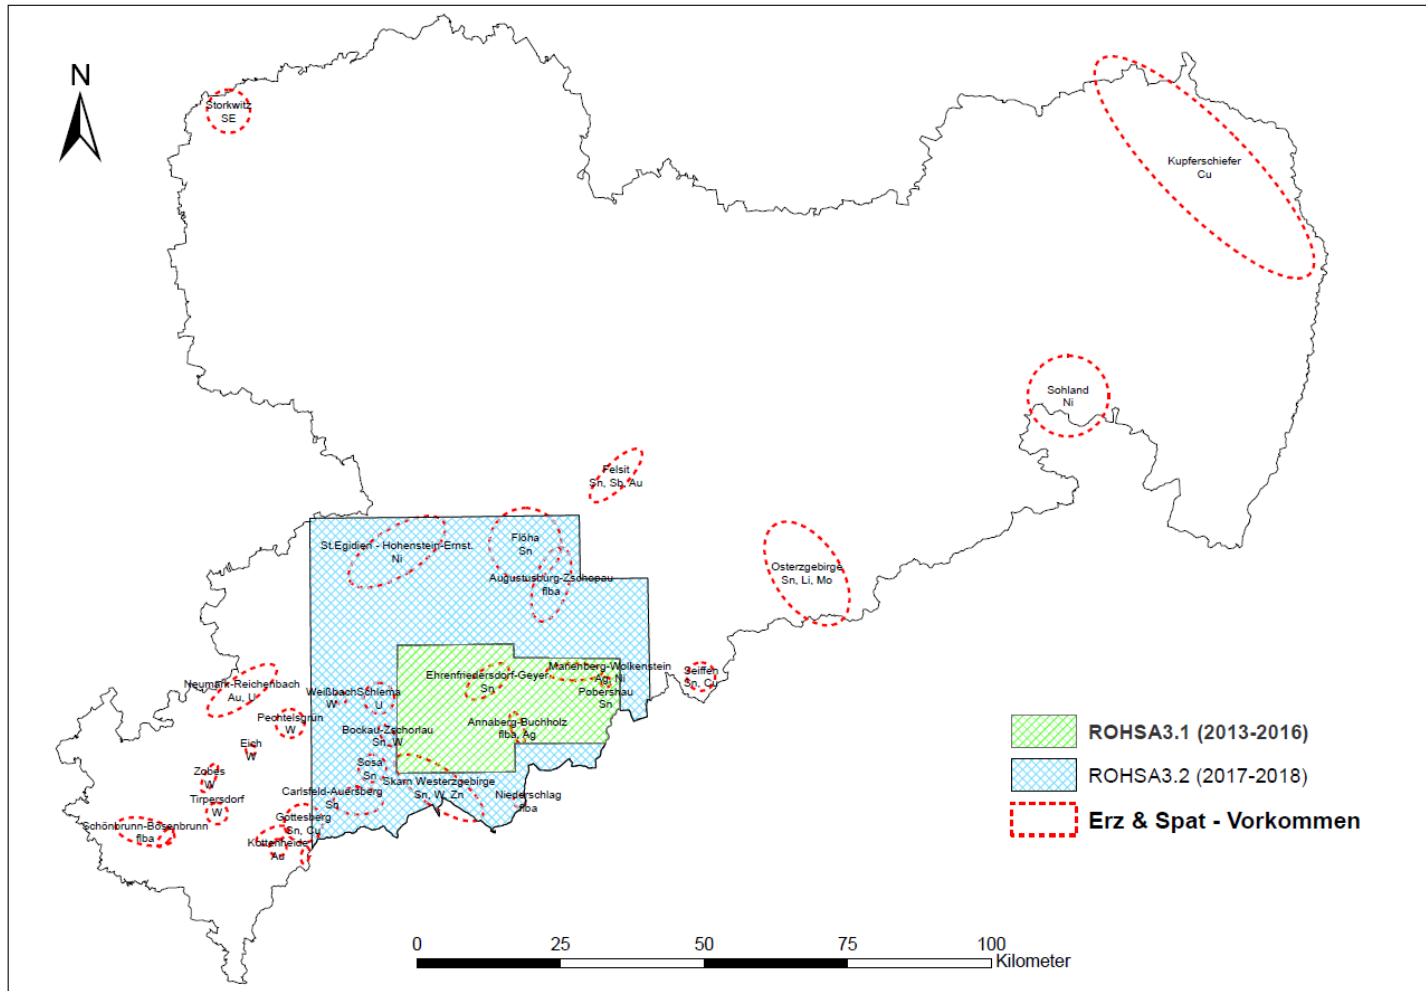 N
Storkwitz
SE
Kupferschiefer
Cu
Sohland
Ni
Felsit
Sn, Sb, Au
St.Egidien - Hohenstein-Ernst.
Ni
Flöha
Sn
Augustusburg-Zschopau
flba
Osterzgebirge
Sn, Li, Mo
Seiffen
Sn, Cu
Marienberg-Wolkenstein
Ag, Ni
Pobershau
Sn
Ehrenfriedersdorf-Geyer
Sn
Annaberg-Buchholz
flba, Ag
Neumark-Reichenbach
Au, U
Weißbach
W
Schlema
U
Pechtelsgrün
W
Bockau-Zschorlau
Sn, W
Eich
W
Sosa
Sn
Skarn Westerzgebirge
Sn, W, Zn
Zobes
W
Carlsfeld-Auersberg
Sn
Niederschlag
flba
Tirpersdorf
W
Gottesberg
Sn, Cu
Schönbrunn-Bösenbrunn
flba
Kottenheide
Au
ROHSA3.1 (2013-2016)
ROHSA3.2 (2017-2018)
Erz & Spat - Vorkommen
0 25 50 75 100
Kilometer